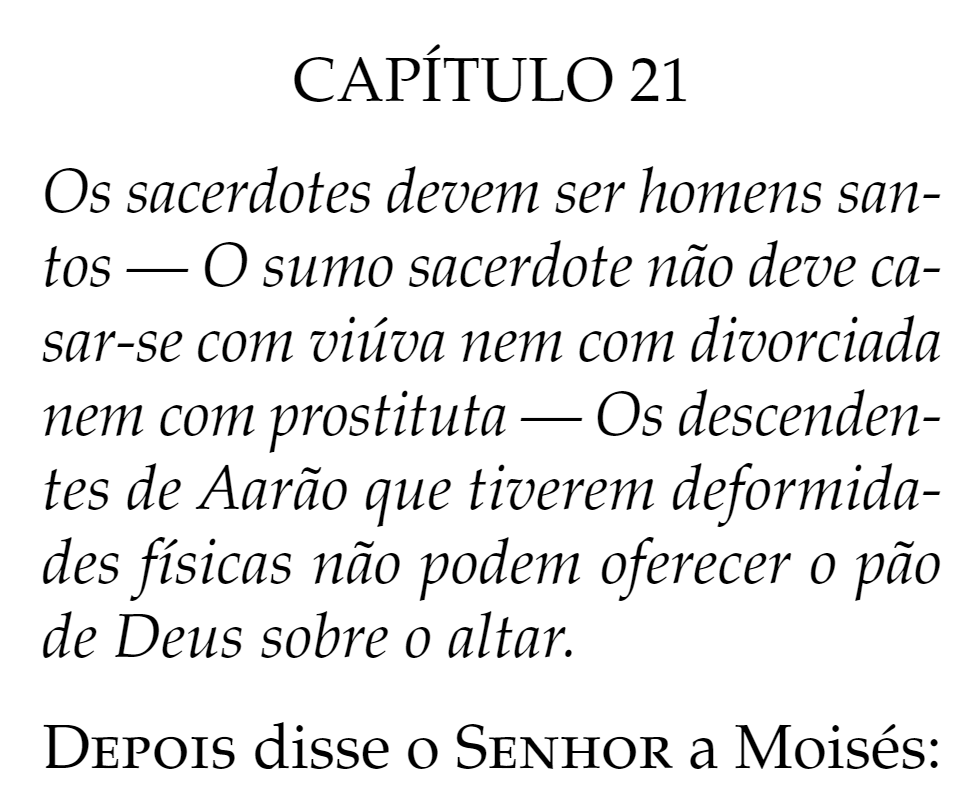 CAPÍTULO 21
Os sacerdotes devem ser homens san-
tos — O sumo sacerdote não deve ca-
sar-se com viúva nem com divorciada
nem com prostituta — Os descenden-
tes de Aarão que tiverem deformida-
des físicas não podem oferecer o pão
de Deus sobre o altar.
DEPOIS disse o SENHOR a Moisés: